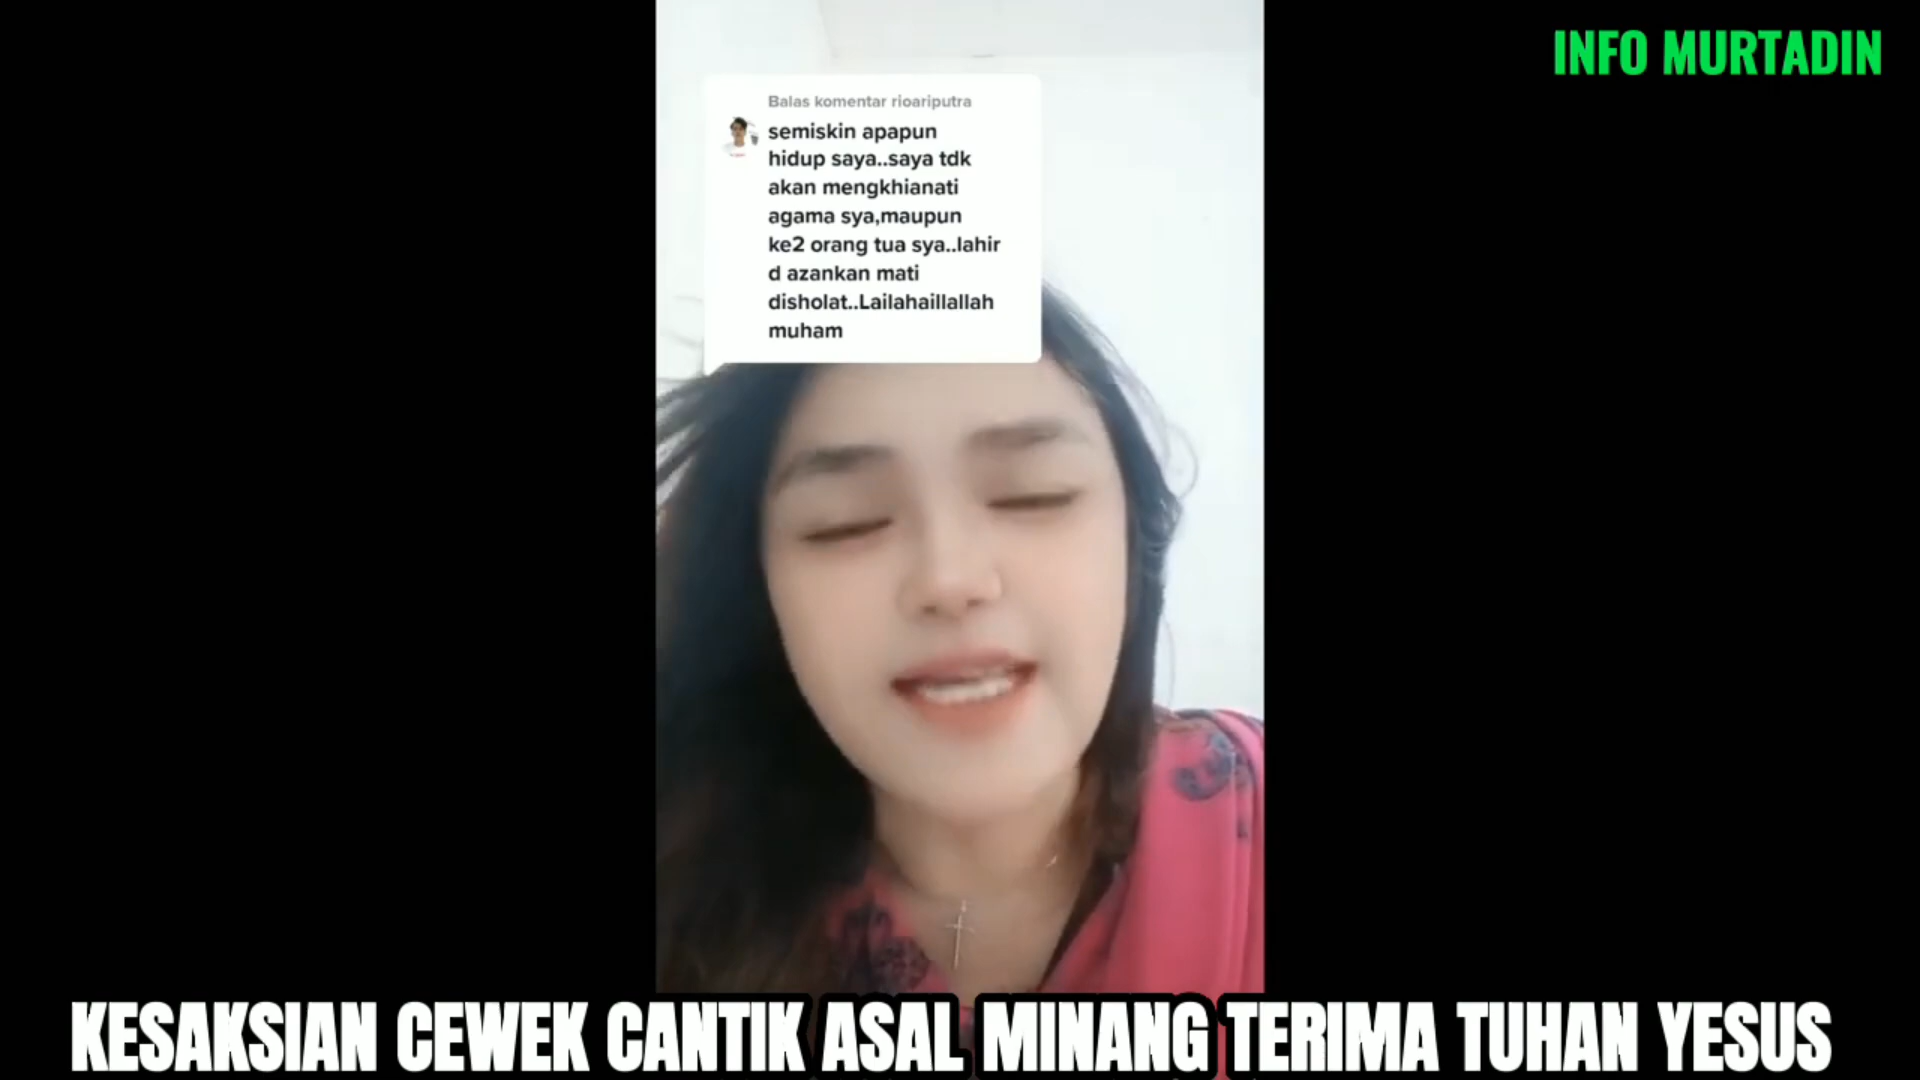 INFO MURTADIN
Balas komentar rioariputra
semiskin apapun
hidup saya..saya tdk
akan mengkhianati
agama sya,maupun
ke2 orang tua sya..lahir
d azankan mati
disholat..Lailahaillallah
muham
KESAKSIAN CEWEK CANTIK ASAL MINANG TERIMA TUHAN YESUS